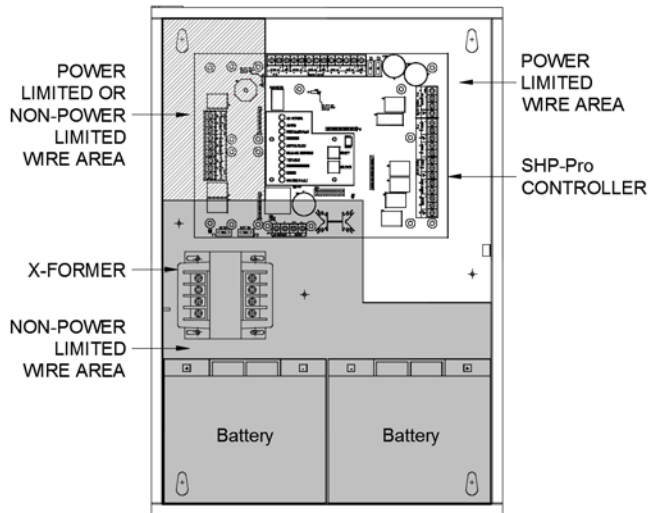 POWER
LIMITED OR
NON-POWER
LIMITED
WIRE AREA
POWER
LIMITED
WIRE AREA
SHP-Pro
CONTROLLER
X-FORMER
NON-POWER
LIMITED
WIRE AREA
Battery
Battery